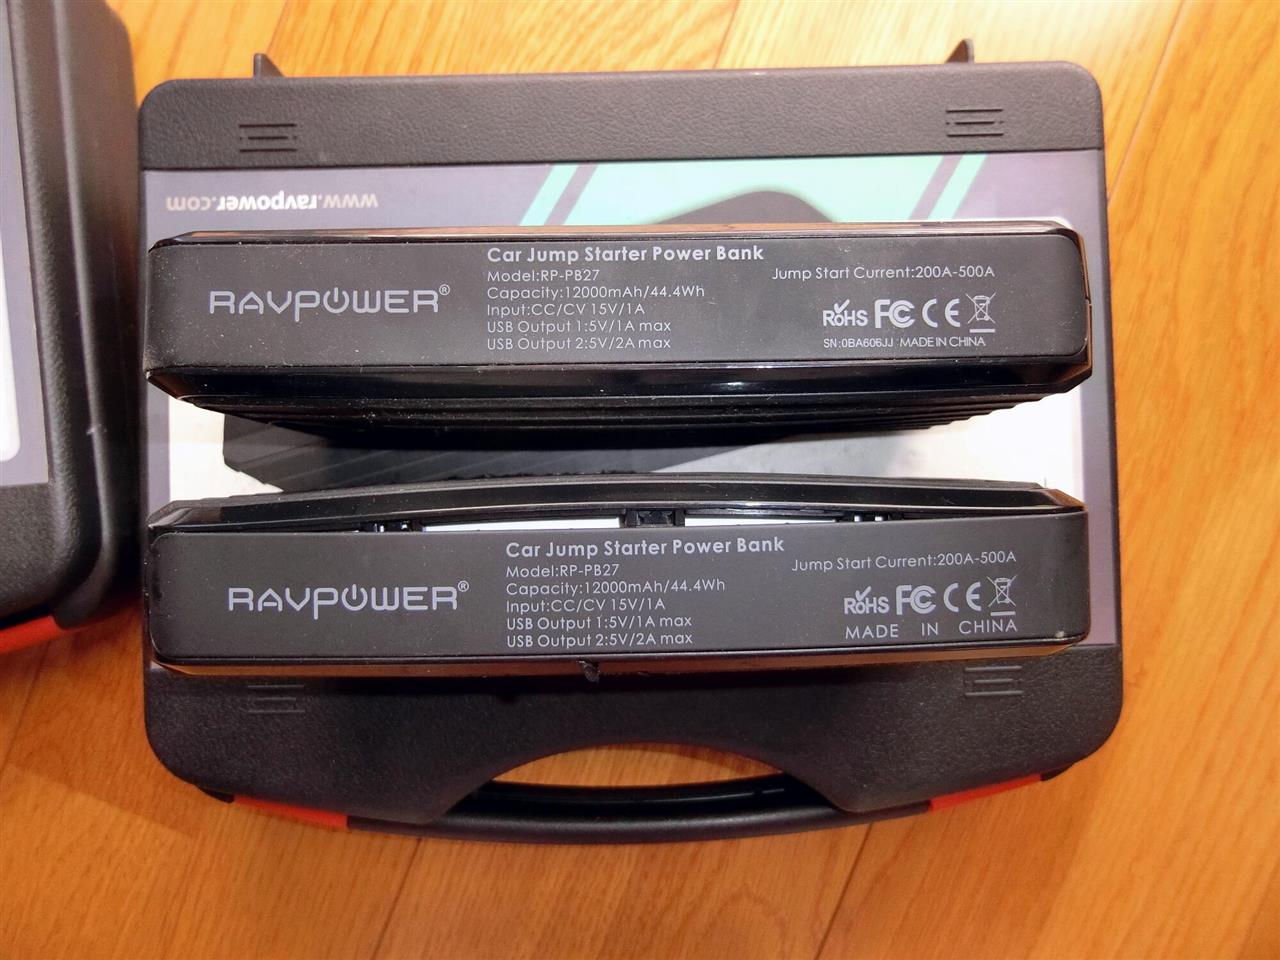 www.ravpower.com
RAVPOWER®
Car Jump Starter Power Bank
Model:RP-PB27
Capacity:12000mAh/44.4Wh
Input:CC/CV 15V/1A
USB Output 1:5V/1A max
USB Output 2:5V/2A max
Jump Start Current:200A-500A
RoHS FC CE
SN:0BA606JJ MADE IN CHINA
RAVPOWER®
Car Jump Starter Power Bank
Model:RP-PB27
Capacity:12000mAh/44.4Wh
Input:CC/CV 15V/1A
USB Output 1:5V/1A max
USB Output 2:5V/2A max
Jump Start Current:200A-500A
RoHS FC CE
MADE IN CHINA